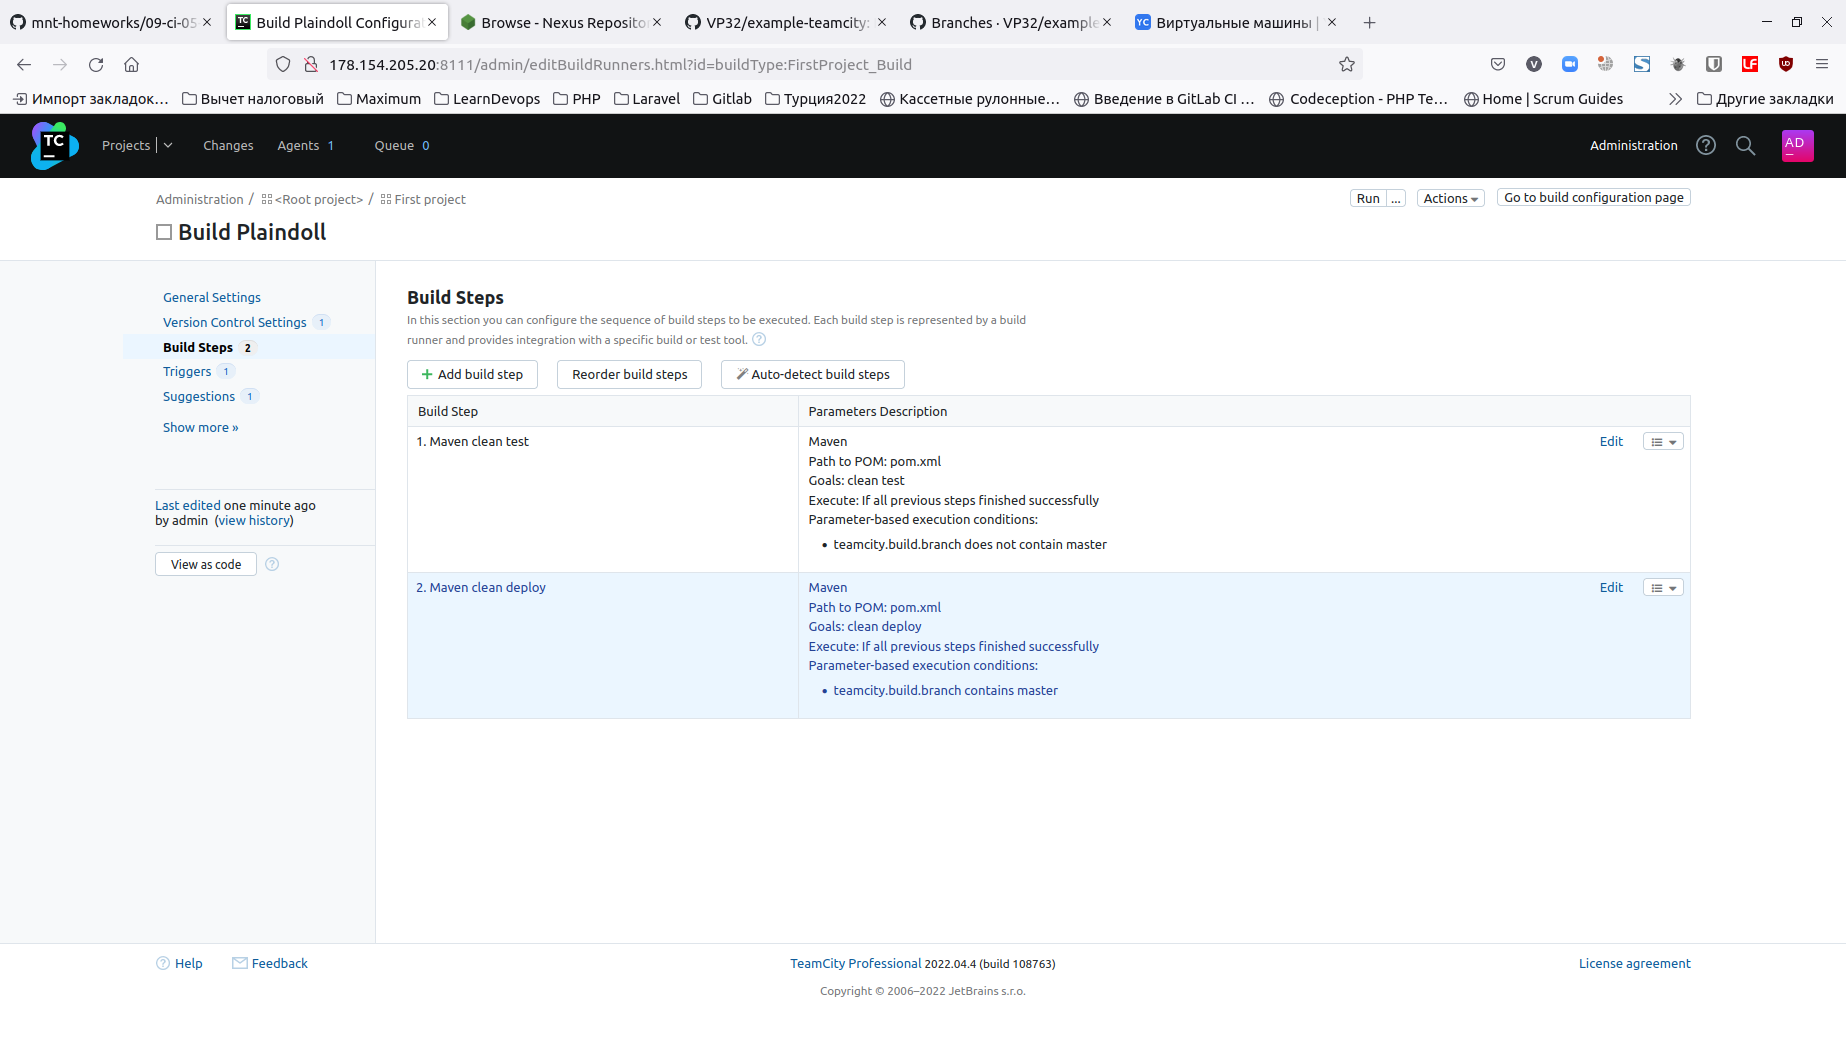 mnt-homeworks/09-ci-05
Build Plaindoll Configura
Browse - Nexus Reposito
VP32/example-teamcity:
Branches · VP32/example
YC Виртуальные машины |
178.154.205.20:8111/admin/editBuildRunners.html?id=buildType:FirstProject_Build
Импорт закладок… Вычет налоговый Maximum LearnDevops PHP Laravel Gitlab Турция2022 Кассетные рулонные… Введение в GitLab CI … Codeception - PHP Te… Home | Scrum Guides Другие закладки
TC Projects Changes Agents 1 Queue 0 Administration AD
Administration / <Root project> / First project
Run ... Actions Go to build configuration page
Build Plaindoll
General Settings
Version Control Settings 1
Build Steps 2
Triggers 1
Suggestions 1
Show more »
Last edited one minute ago
by admin (view history)
View as code ?
Build Steps
In this section you can configure the sequence of build steps to be executed. Each build step is represented by a build
runner and provides integration with a specific build or test tool. ?
+ Add build step Reorder build steps Auto-detect build steps
Build Step Parameters Description
1. Maven clean test Maven Edit
Path to POM: pom.xml
Goals: clean test
Execute: If all previous steps finished successfully
Parameter-based execution conditions:
• teamcity.build.branch does not contain master
2. Maven clean deploy Maven Edit
Path to POM: pom.xml
Goals: clean deploy
Execute: If all previous steps finished successfully
Parameter-based execution conditions:
• teamcity.build.branch contains master
? Help Feedback TeamCity Professional 2022.04.4 (build 108763) License agreement
Copyright © 2006–2022 JetBrains s.r.o.